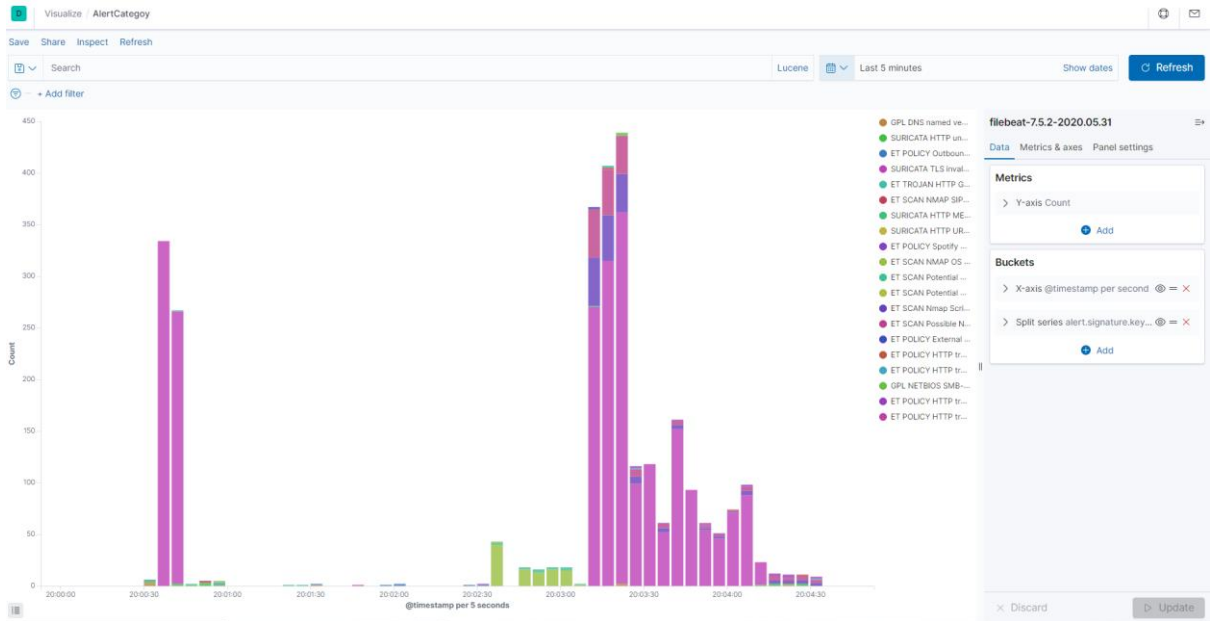 D Visualize / AlertCategoy
Save Share Inspect Refresh
Search Lucene Last 5 minutes Show dates Refresh
+ Add filter
450
400
350
300
250
200
150
100
50
0
Count
20:00:00 20:00:30 20:01:00 20:01:30 20:02:00 20:02:30 20:03:00 20:03:30 20:04:00 20:04:30
@timestamp per 5 seconds
GPL DNS named ve...
SURICATA HTTP un...
ET POLICY Outboun...
SURICATA TLS inval...
ET TROJAN HTTP G...
ET SCAN NMAP SIP...
SURICATA HTTP ME...
SURICATA HTTP UR...
ET POLICY Spotify ...
ET SCAN NMAP OS ...
ET SCAN Potential ...
ET SCAN Potential ...
ET SCAN Nmap Scri...
ET SCAN Possible N...
ET POLICY External ...
ET POLICY HTTP tr...
ET POLICY HTTP tr...
GPL NETBIOS SMB-...
ET POLICY HTTP tr...
ET POLICY HTTP tr...
filebeat-7.5.2-2020.05.31
Data Metrics & axes Panel settings
Metrics
Y-axis Count
Add
Buckets
X-axis @timestamp per second
Split series alert.signature.key...
Add
Discard Update